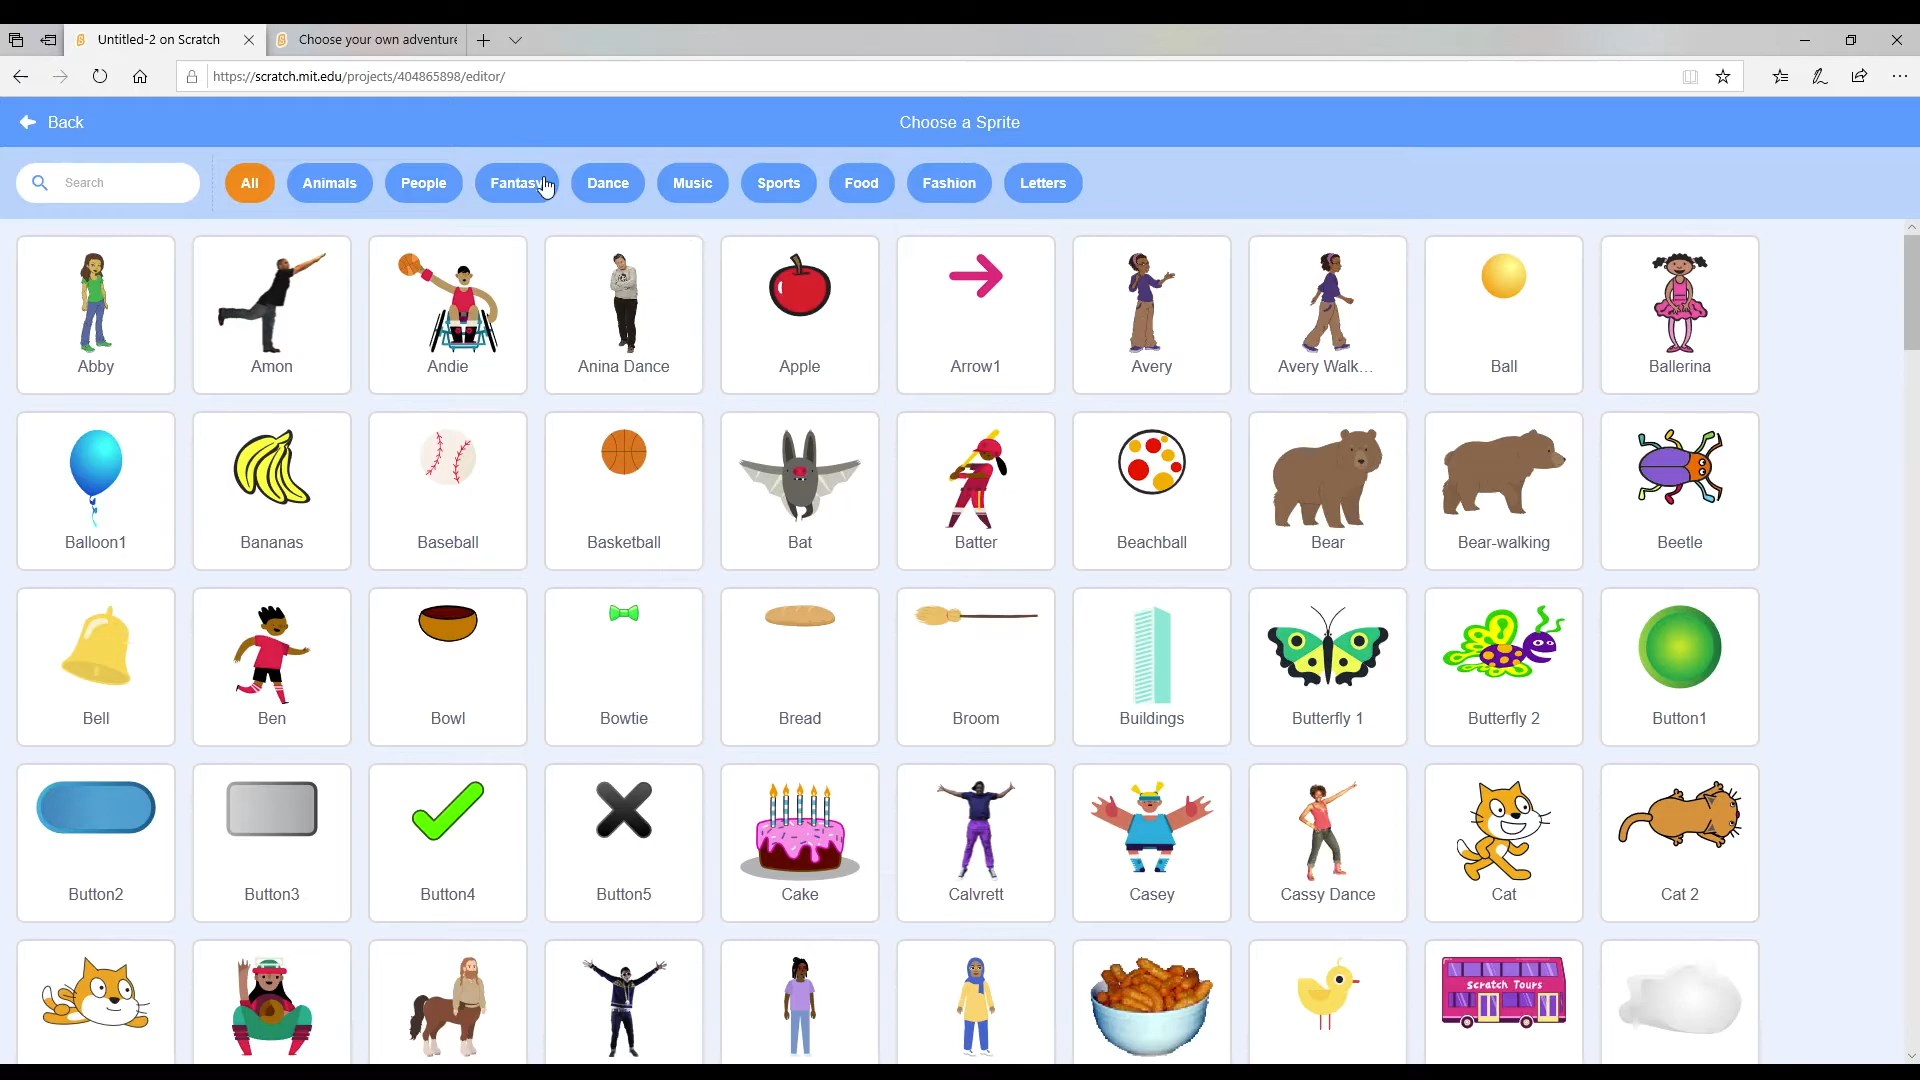 Untitled-2 on Scratch
Choose your own adventure
https://scratch.mit.edu/projects/404865898/editor/
Back
Choose a Sprite
Search
All
Animals
People
Fantasy
Dance
Music
Sports
Food
Fashion
Letters
Abby
Amon
Andie
Anina Dance
Apple
Arrow1
Avery
Avery Walk...
Ball
Ballerina
Balloon1
Bananas
Baseball
Basketball
Bat
Batter
Beachball
Bear
Bear-walking
Beetle
Bell
Ben
Bowl
Bowtie
Bread
Broom
Buildings
Butterfly 1
Butterfly 2
Button1
Button2
Button3
Button4
Button5
Cake
Calvrett
Casey
Cassy Dance
Cat
Cat 2
Scratch Tours